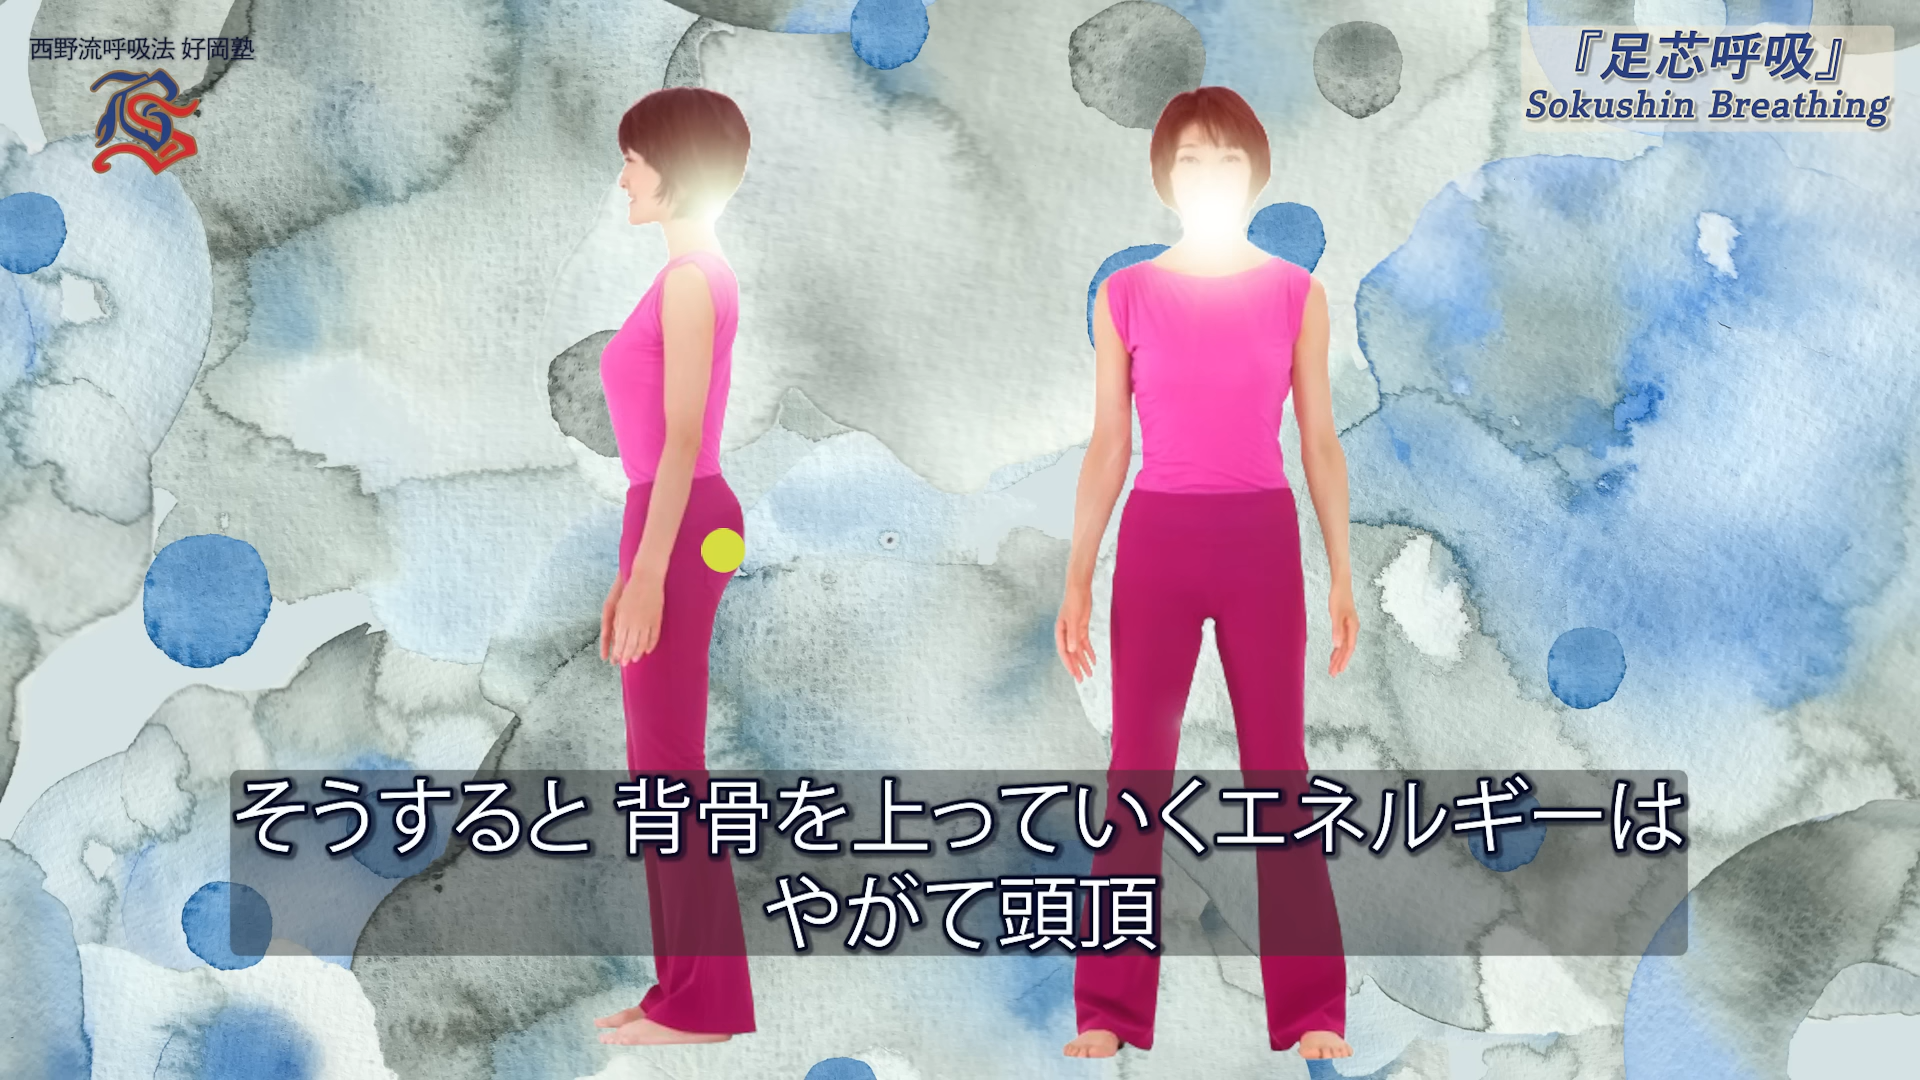 西野流呼吸法 好岡塾
『足芯呼吸』
Sokushin Breathing
そうすると 背骨を上っていくエネルギーは
やがて頭頂